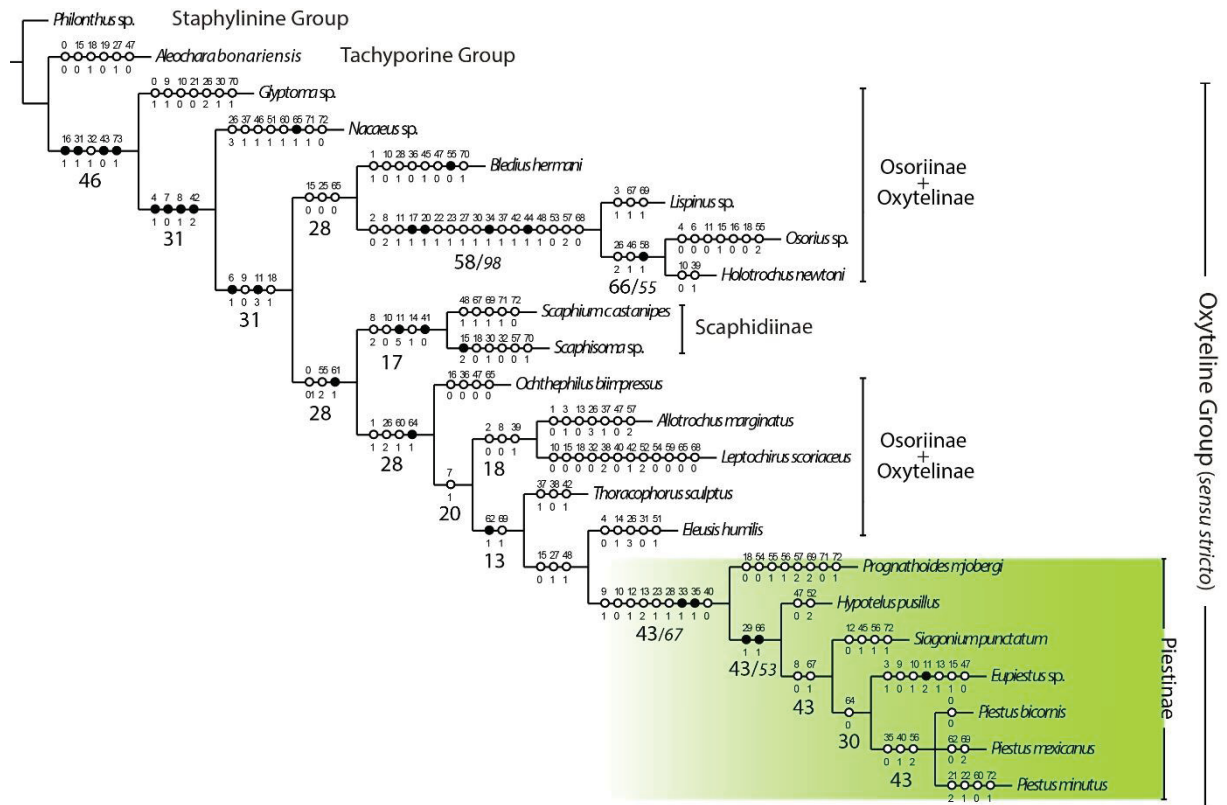 Philonthus sp. Staphylinine Group
0 15 18 19 27 47
Aleochara bonariensis Tachyporine Group
0 0 1 0 1 0
0 9 10 21 26 30 70
Glyptoma sp.
1 1 0 0 2 1 1
16 31 32 43 73
1 1 1 0 1
46
26 37 46 51 60 65 71 72
Nacaeus sp.
3 1 1 1 1 1 1 0
4 7 8 42
1 0 1 2
31
1 10 28 36 45 47 55 70
Bledius hermani
1 0 1 0 1 0 0 1
15 25 65
0 0 0
28
2 8 11 17 20 22 23 27 30 34 37 42 44 48 53 57 68
0 2 1 1 1 1 1 1 1 1 1 1 1 1 0 2 0
58/98
3 67 69
Lispinus sp.
1 1 1
26 46 58
2 1 1
66/55
4 6 11 15 16 18 55
Osorius sp.
0 0 0 1 0 0 2
10 39
Holotrochus newtoni
0 1
Osoriinae
+
Oxytelinae
6 9 11 18
1 0 3 1
31
8 10 11 14 41
2 0 5 1 0
17
48 67 69 71 72
Scaphium castanipes
1 1 1 1 0
15 18 30 32 57 70
Scaphisoma sp.
2 0 1 0 0 1
Scaphidiinae
0 55 61
01 2 1
28
16 36 47 65
Ochthephilus biimpressus
0 0 0 0
1 26 60 64
1 2 1 1
28
2 8 39
0 0 1
18
1 3 13 26 37 47 57
Allotrochus marginatus
0 1 0 3 1 0 2
10 15 18 32 38 40 42 52 54 59 65 68
Leptochirus scoriaceus
0 0 0 0 2 0 1 2 0 0 0 0
7
1
20
37 38 42
Thoracophorus sculptus
1 0 1
62 69
1 1
13
4 14 26 31 51
Eleusis humilis
0 1 3 0 1
15 27 48
0 1 1
Osoriinae
+
Oxytelinae
Oxyteline Group (sensu stricto)
18 54 55 56 57 69 71 72
Prognathoides mjobergi
0 0 1 1 2 2 0 1
9 10 12 13 23 28 33 35 40
1 0 1 2 1 1 1 1 0
43/67
47 52
Hypotelus pusillus
0 2
29 66
1 1
43/53
12 45 56 72
Siagonium punctatum
0 1 1 1
8 67
0 1
43
3 9 10 11 13 15 47
Eupiestus sp.
1 0 1 2 1 1 0
64
0
30
0
Piestus bicornis
0
35 40 56
0 1 2
43
62 69
Piestus mexicanus
0 2
21 22 60 72
Piestus minutus
2 1 0 1
Piestinae